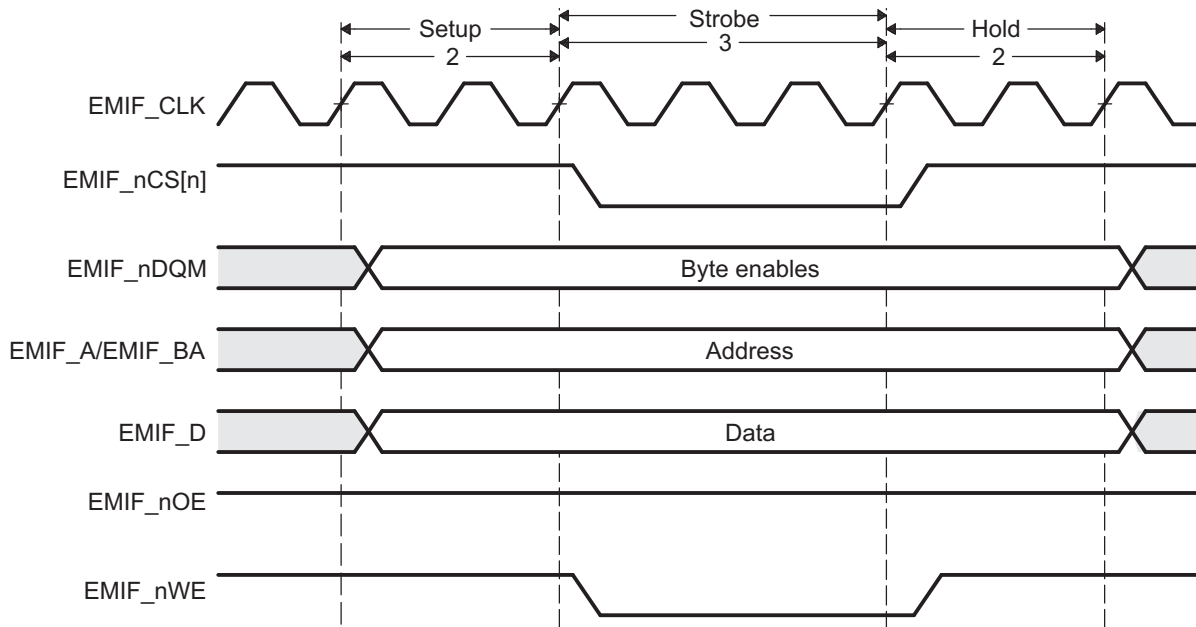 Setup
Strobe
Hold
2
3
2
EMIF_CLK
EMIF_nCS[n]
EMIF_nDQM
Byte enables
EMIF_A/EMIF_BA
Address
EMIF_D
Data
EMIF_nOE
EMIF_nWE